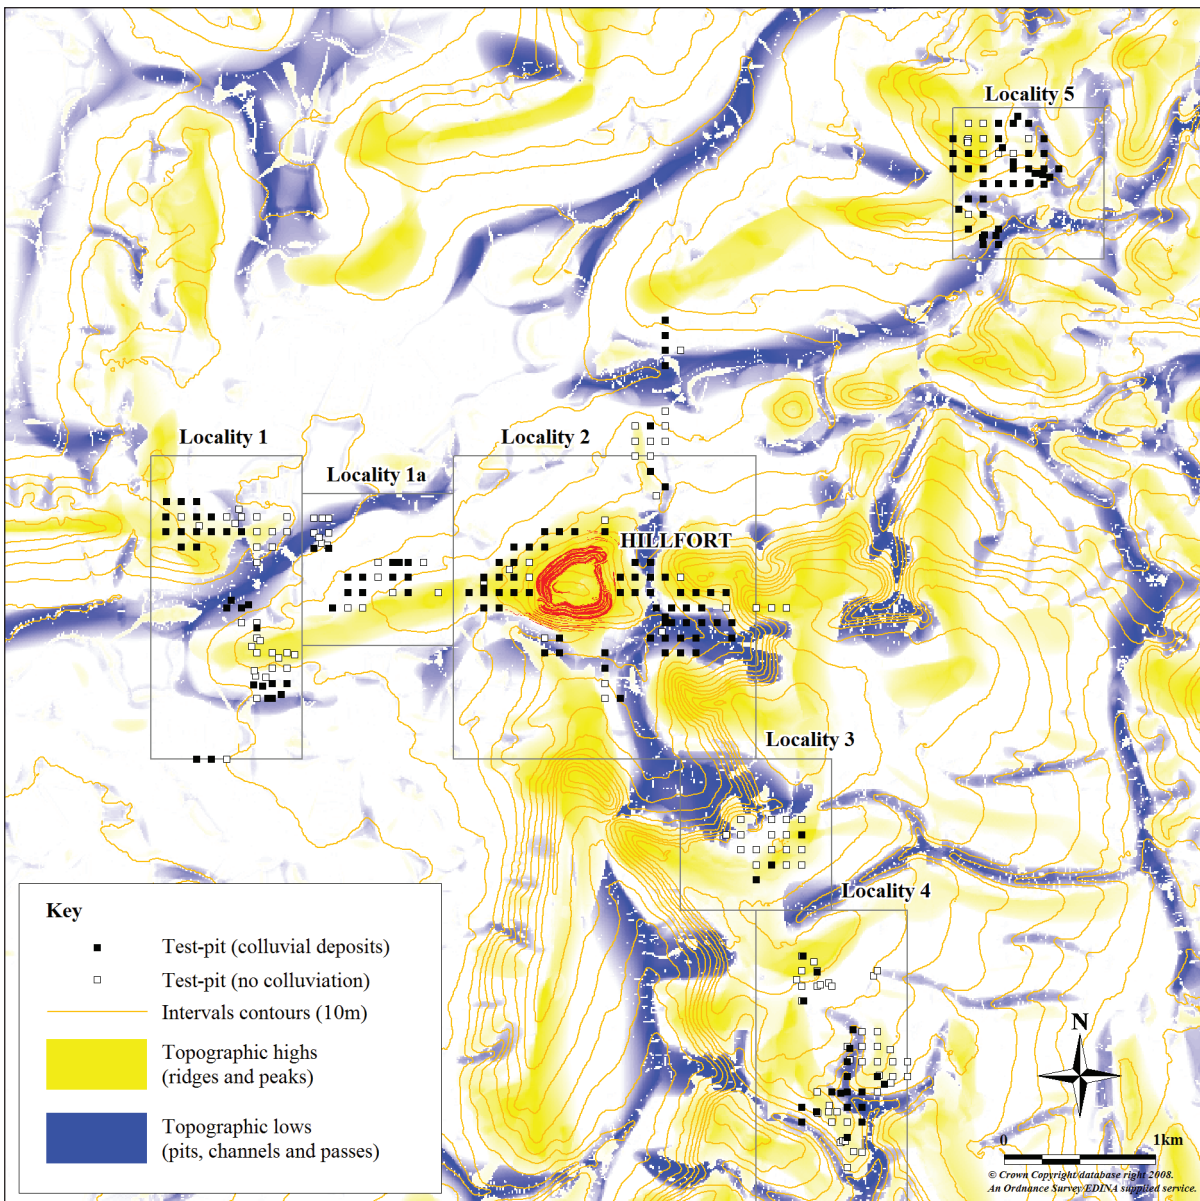 Locality 5
Locality 1
Locality 2
Locality 1a
HILLFORT
Locality 3
Locality 4
Key
Test-pit (colluvial deposits)
Test-pit (no colluviation)
Intervals contours (10m)
Topographic highs
(ridges and peaks)
Topographic lows
(pits, channels and passes)
N
0 1km
© Crown Copyright/database right 2008.
An Ordnance Survey/EDINA supplied service